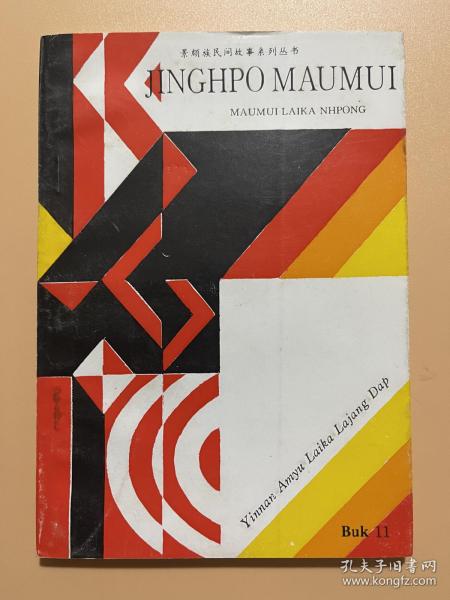 景颇族民间故事系列丛书
JINGHPO MAUMUI
MAUMUI LAIKA NHPONG
Yinnan Amyu Laika Lajang Dap
Buk 11
孔夫子旧书网
www.kongfz.com